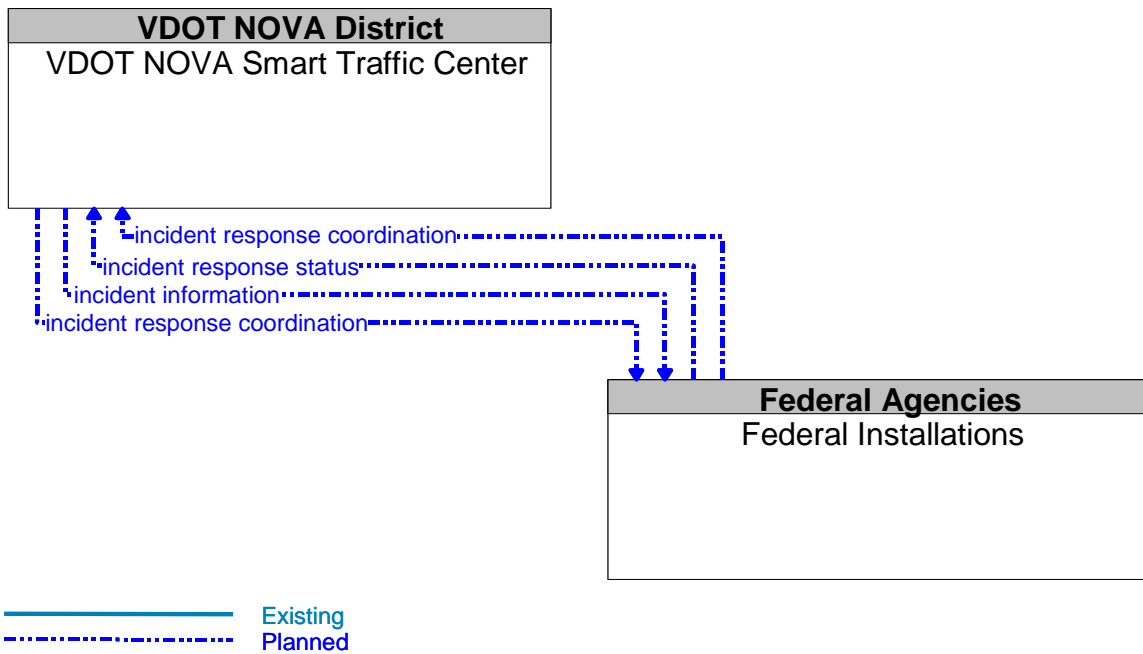 VDOT NOVA District
VDOT NOVA Smart Traffic Center
incident response coordination
incident response status
incident information
incident response coordination
Federal Agencies
Federal Installations
Existing
Planned